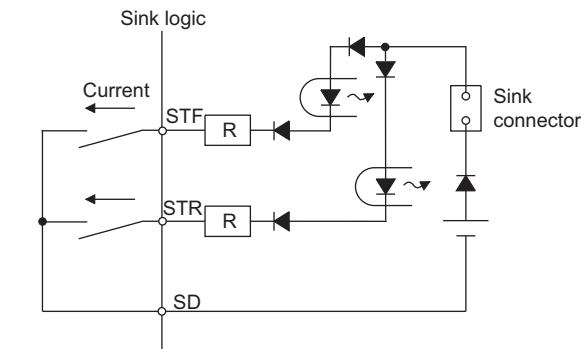 Sink logic
Current
STF
R
Sink
connector
STR
R
SD